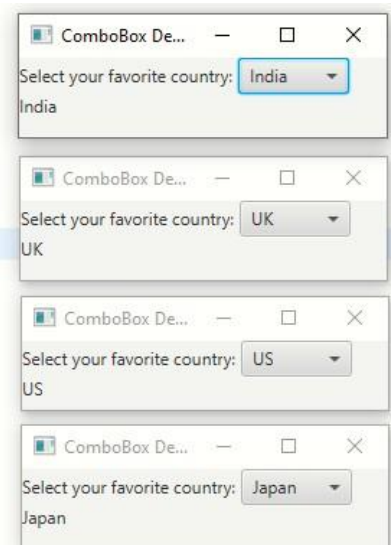 ComboBox De...
Select your favorite country: India
India
ComboBox De...
Select your favorite country: UK
UK
ComboBox De...
Select your favorite country: US
US
ComboBox De...
Select your favorite country: Japan
Japan